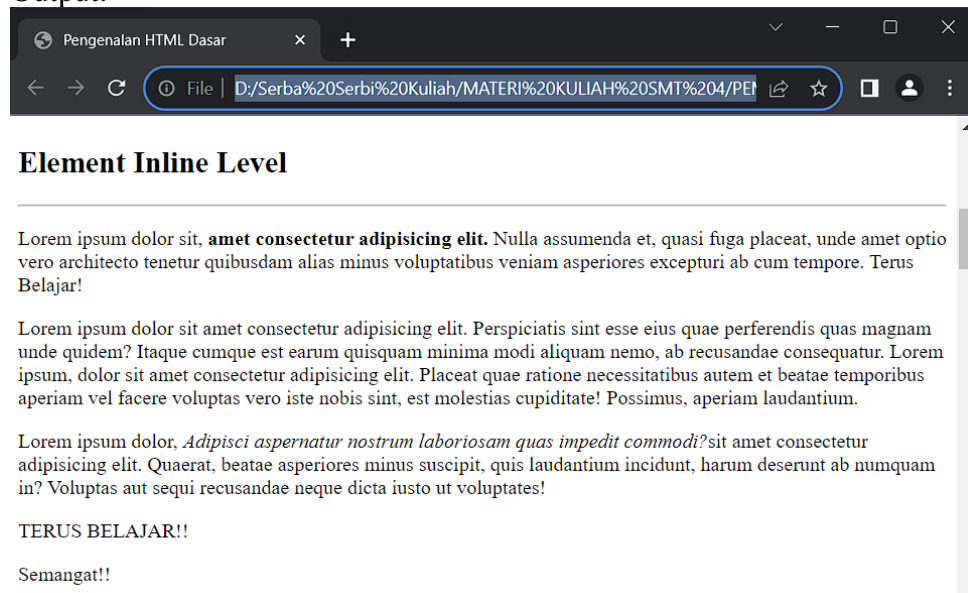 Output:
Pengenalan HTML Dasar
File | D:/Serba%20Serbi%20Kuliah/MATERI%20KULIAH%20SMT%204/PEM
Element Inline Level
Lorem ipsum dolor sit, amet consectetur adipisicing elit. Nulla assumenda et, quasi fuga placeat, unde amet optio
vero architecto tenetur quibusdam alias minus voluptatibus veniam asperiores excepturi ab cum tempore. Terus
Belajar!
Lorem ipsum dolor sit amet consectetur adipisicing elit. Perspiciatis sint esse eius quae perferendis quas magnam
unde quidem? Itaque cumque est earum quisquam minima modi aliquam nemo, ab recusandae consequatur. Lorem
ipsum, dolor sit amet consectetur adipisicing elit. Placeat quae ratione necessitatibus autem et beatae temporibus
aperiam vel facere voluptas vero iste nobis sint, est molestias cupiditate! Possimus, aperiam laudantium.
Lorem ipsum dolor, Adipisci aspernatur nostrum laboriosam quas impedit commodi?sit amet consectetur
adipisicing elit. Quaerat, beatae asperiores minus suscipit, quis laudantium incidunt, harum deserunt ab numquam
in? Voluptas aut sequi recusandae neque dicta iusto ut voluptates!
TERUS BELAJAR!!
Semangat!!